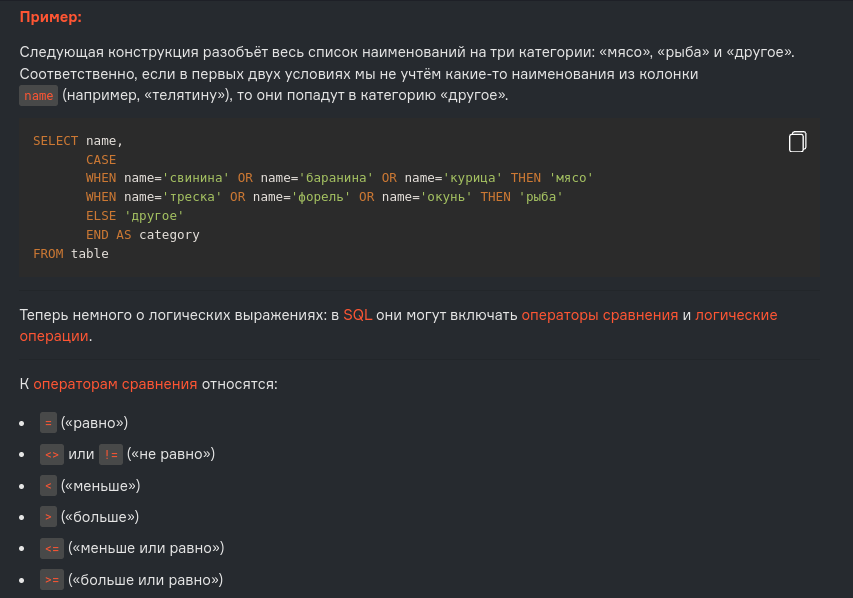 Пример:
Следующая конструкция разобъёт весь список наименований на три категории: «мясо», «рыба» и «другое».
Соответственно, если в первых двух условиях мы не учтём какие-то наименования из колонки
name (например, «телятину»), то они попадут в категорию «другое».
SELECT name,
CASE
WHEN name='свинина' OR name='баранина' OR name='курица' THEN 'мясо'
WHEN name='треска' OR name='форель' OR name='окунь' THEN 'рыба'
ELSE 'другое'
END AS category
FROM table
Теперь немного о логических выражениях: в SQL они могут включать операторы сравнения и логические
операции.
К операторам сравнения относятся:
• = («равно»)
• <> или != («не равно»)
• < («меньше»)
• > («больше»)
• <= («меньше или равно»)
• >= («больше или равно»)